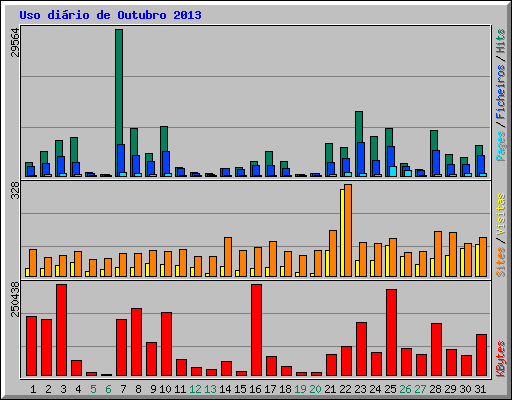 Uso diário de Outubro 2013
29564
328
250438
Pages / Ficheiros / Hits
Sites / Visitas
KBytes
1 2 3 4 5 6 7 8 9 10 11 12 13 14 15 16 17 18 19 20 21 22 23 24 25 26 27 28 29 30 31